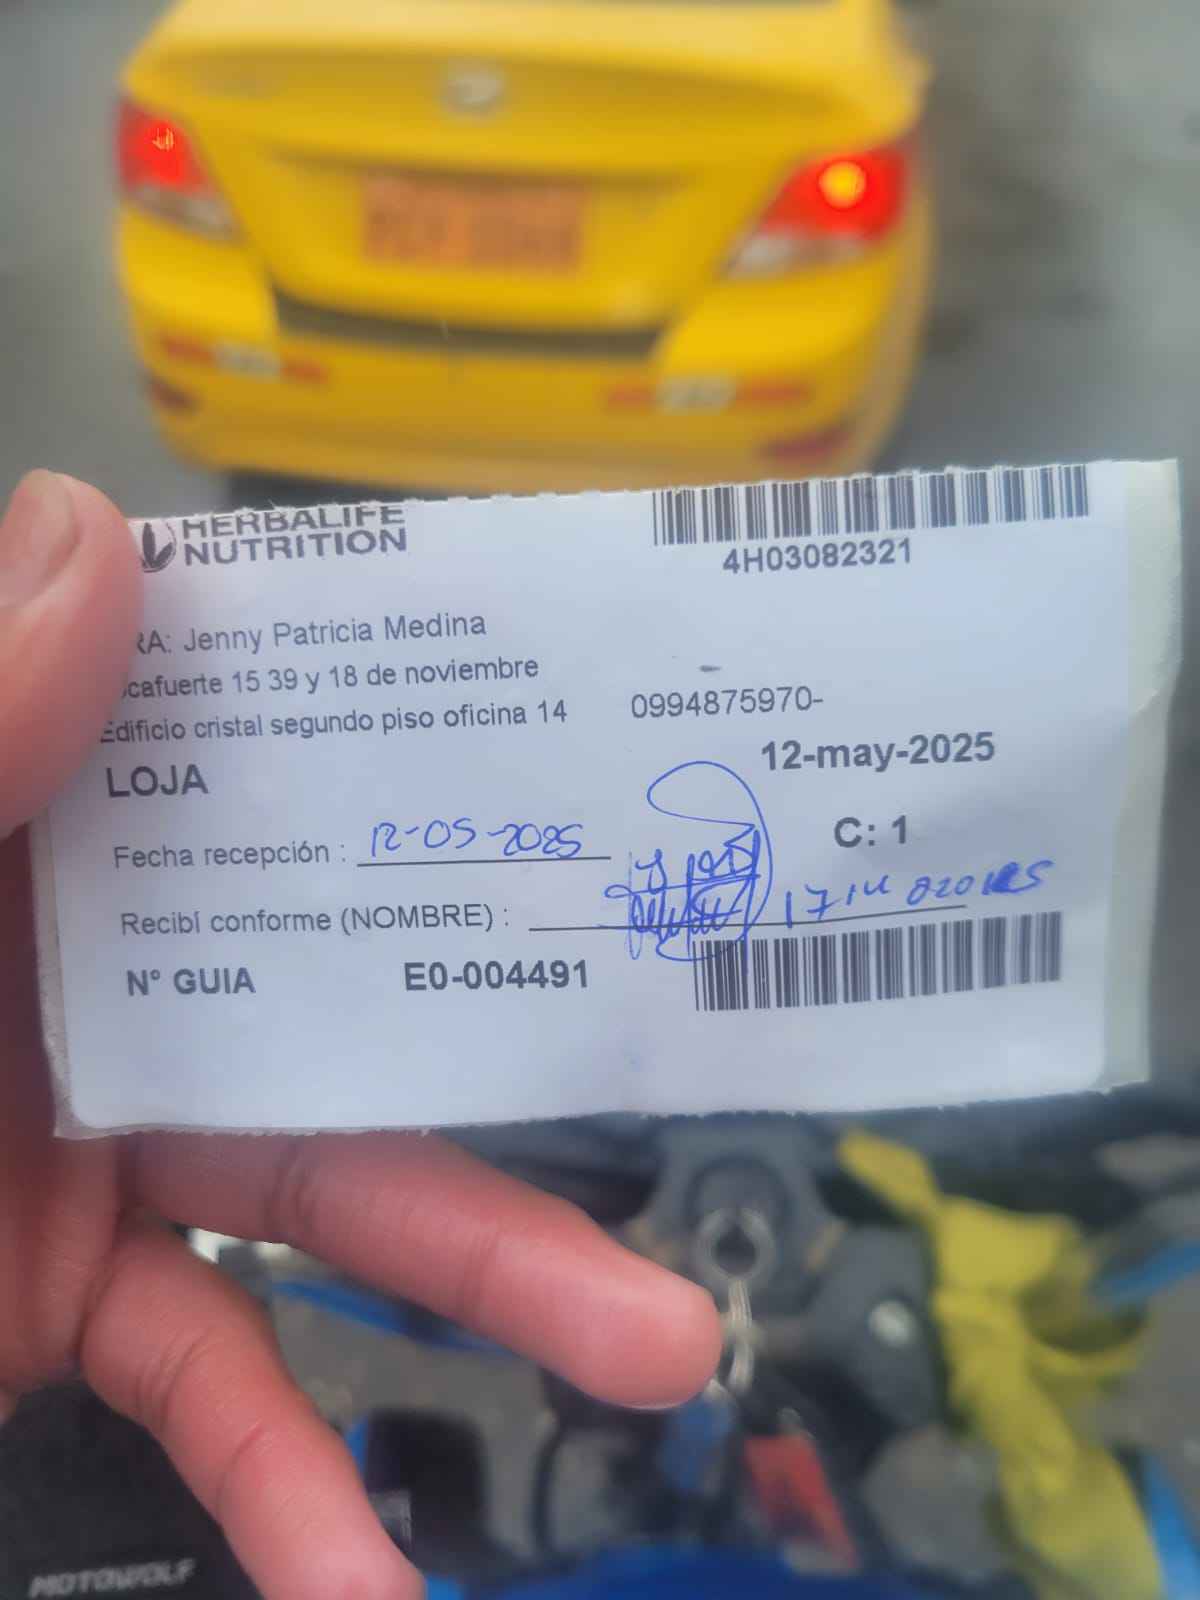 HERBALIFE
NUTRITION
4H03082321
RA: Jenny Patricia Medina
cafuerte 15 39 y 18 de noviembre
Edificio cristal segundo piso oficina 14
0994875970-
LOJA
12-may-2025
C: 1
Fecha recepción : 12-05-2025
Recibí conforme (NOMBRE) :
Nº GUIA E0-004491
MOTOWOLF